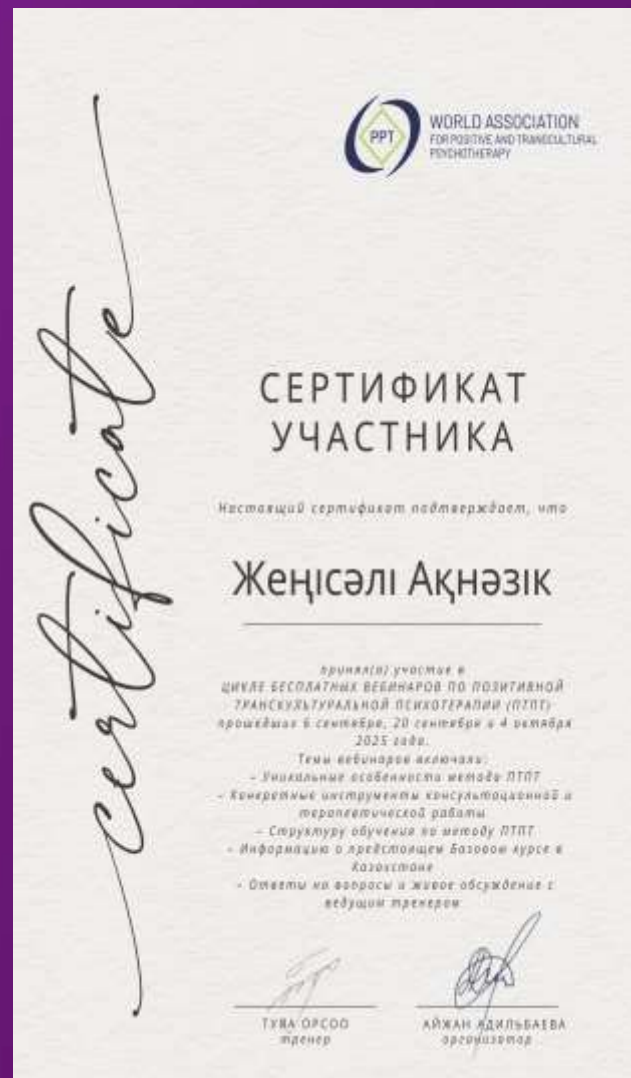 certificate
PPT
WORLD ASSOCIATION
FOR POSITIVE AND TRANSCULTURAL
PSYCHOTHERAPY
СЕРТИФИКАТ
УЧАСТНИКА
Настоящий сертификат подтверждает, что
Жеңісәлі Ақнәзік
принял(а) участие в
ЦИКЛЕ БЕСПЛАТНЫХ ВЕБИНАРОВ ПО ПОЗИТИВНОЙ
ТРАНСКУЛЬТУРАЛЬНОЙ ПСИХОТЕРАПИИ (ПТПТ)
прошедших 6 сентября, 20 сентября и 4 октября
2025 года.
Темы вебинаров включали:
– Уникальные особенности метода ПТПТ
– Конкретные инструменты консультационной и
терапевтической работы
– Структуру обучения по методу ПТПТ
– Информацию о предстоящем Базовом курсе в
Казахстане
– Ответы на вопросы и живое обсуждение с
ведущим тренером
ТУЯА ОРСОО
тренер
АЙЖАН АДИЛЬБАЕВА
организатор